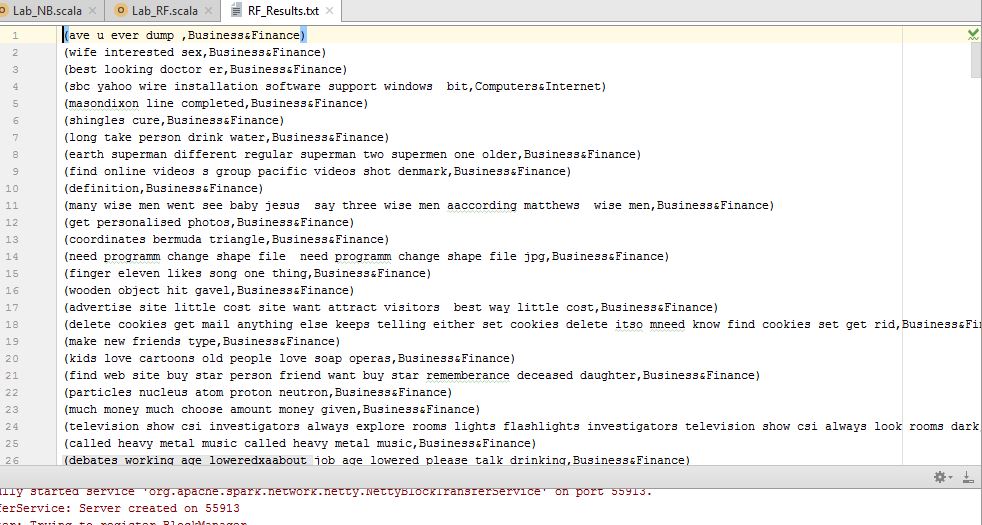 Lab_NB.scala Lab_RF.scala RF_Results.txt
1 (ave u ever dump ,Business&Finance)
2 (wife interested sex,Business&Finance)
3 (best looking doctor er,Business&Finance)
4 (sbc yahoo wire installation software support windows  bit,Computers&Internet)
5 (masondixon line completed,Business&Finance)
6 (shingles cure,Business&Finance)
7 (long take person drink water,Business&Finance)
8 (earth superman different regular superman two supermen one older,Business&Finance)
9 (find online videos s group pacific videos shot denmark,Business&Finance)
10 (definition,Business&Finance)
11 (many wise men went see baby jesus  say three wise men aaccording matthews  wise men,Business&Finance)
12 (get personalised photos,Business&Finance)
13 (coordinates bermuda triangle,Business&Finance)
14 (need programm change shape file  need programm change shape file jpg,Business&Finance)
15 (finger eleven likes song one thing,Business&Finance)
16 (wooden object hit gavel,Business&Finance)
17 (advertise site little cost site want attract visitors  best way little cost,Business&Finance)
18 (delete cookies get mail anything else keeps telling either set cookies delete itso mneed know find cookies set get rid,Business&Fi
19 (make new friends type,Business&Finance)
20 (kids love cartoons old people love soap operas,Business&Finance)
21 (find web site buy star person friend want buy star rememberance deceased daughter,Business&Finance)
22 (particles nucleus atom proton neutron,Business&Finance)
23 (much money much choose amount money given,Business&Finance)
24 (television show csi investigators always explore rooms lights flashlights investigators television show csi always look rooms dark
25 (called heavy metal music called heavy metal music,Business&Finance)
26 (debates working age loweredxaabout job age lowered please talk drinking,Business&Finance)
lly started service 'org.apache.spark.network.netty.NettyBlockTransferService' on port 55913.
ferService: Server created on 55913
Trying to register BlockManager